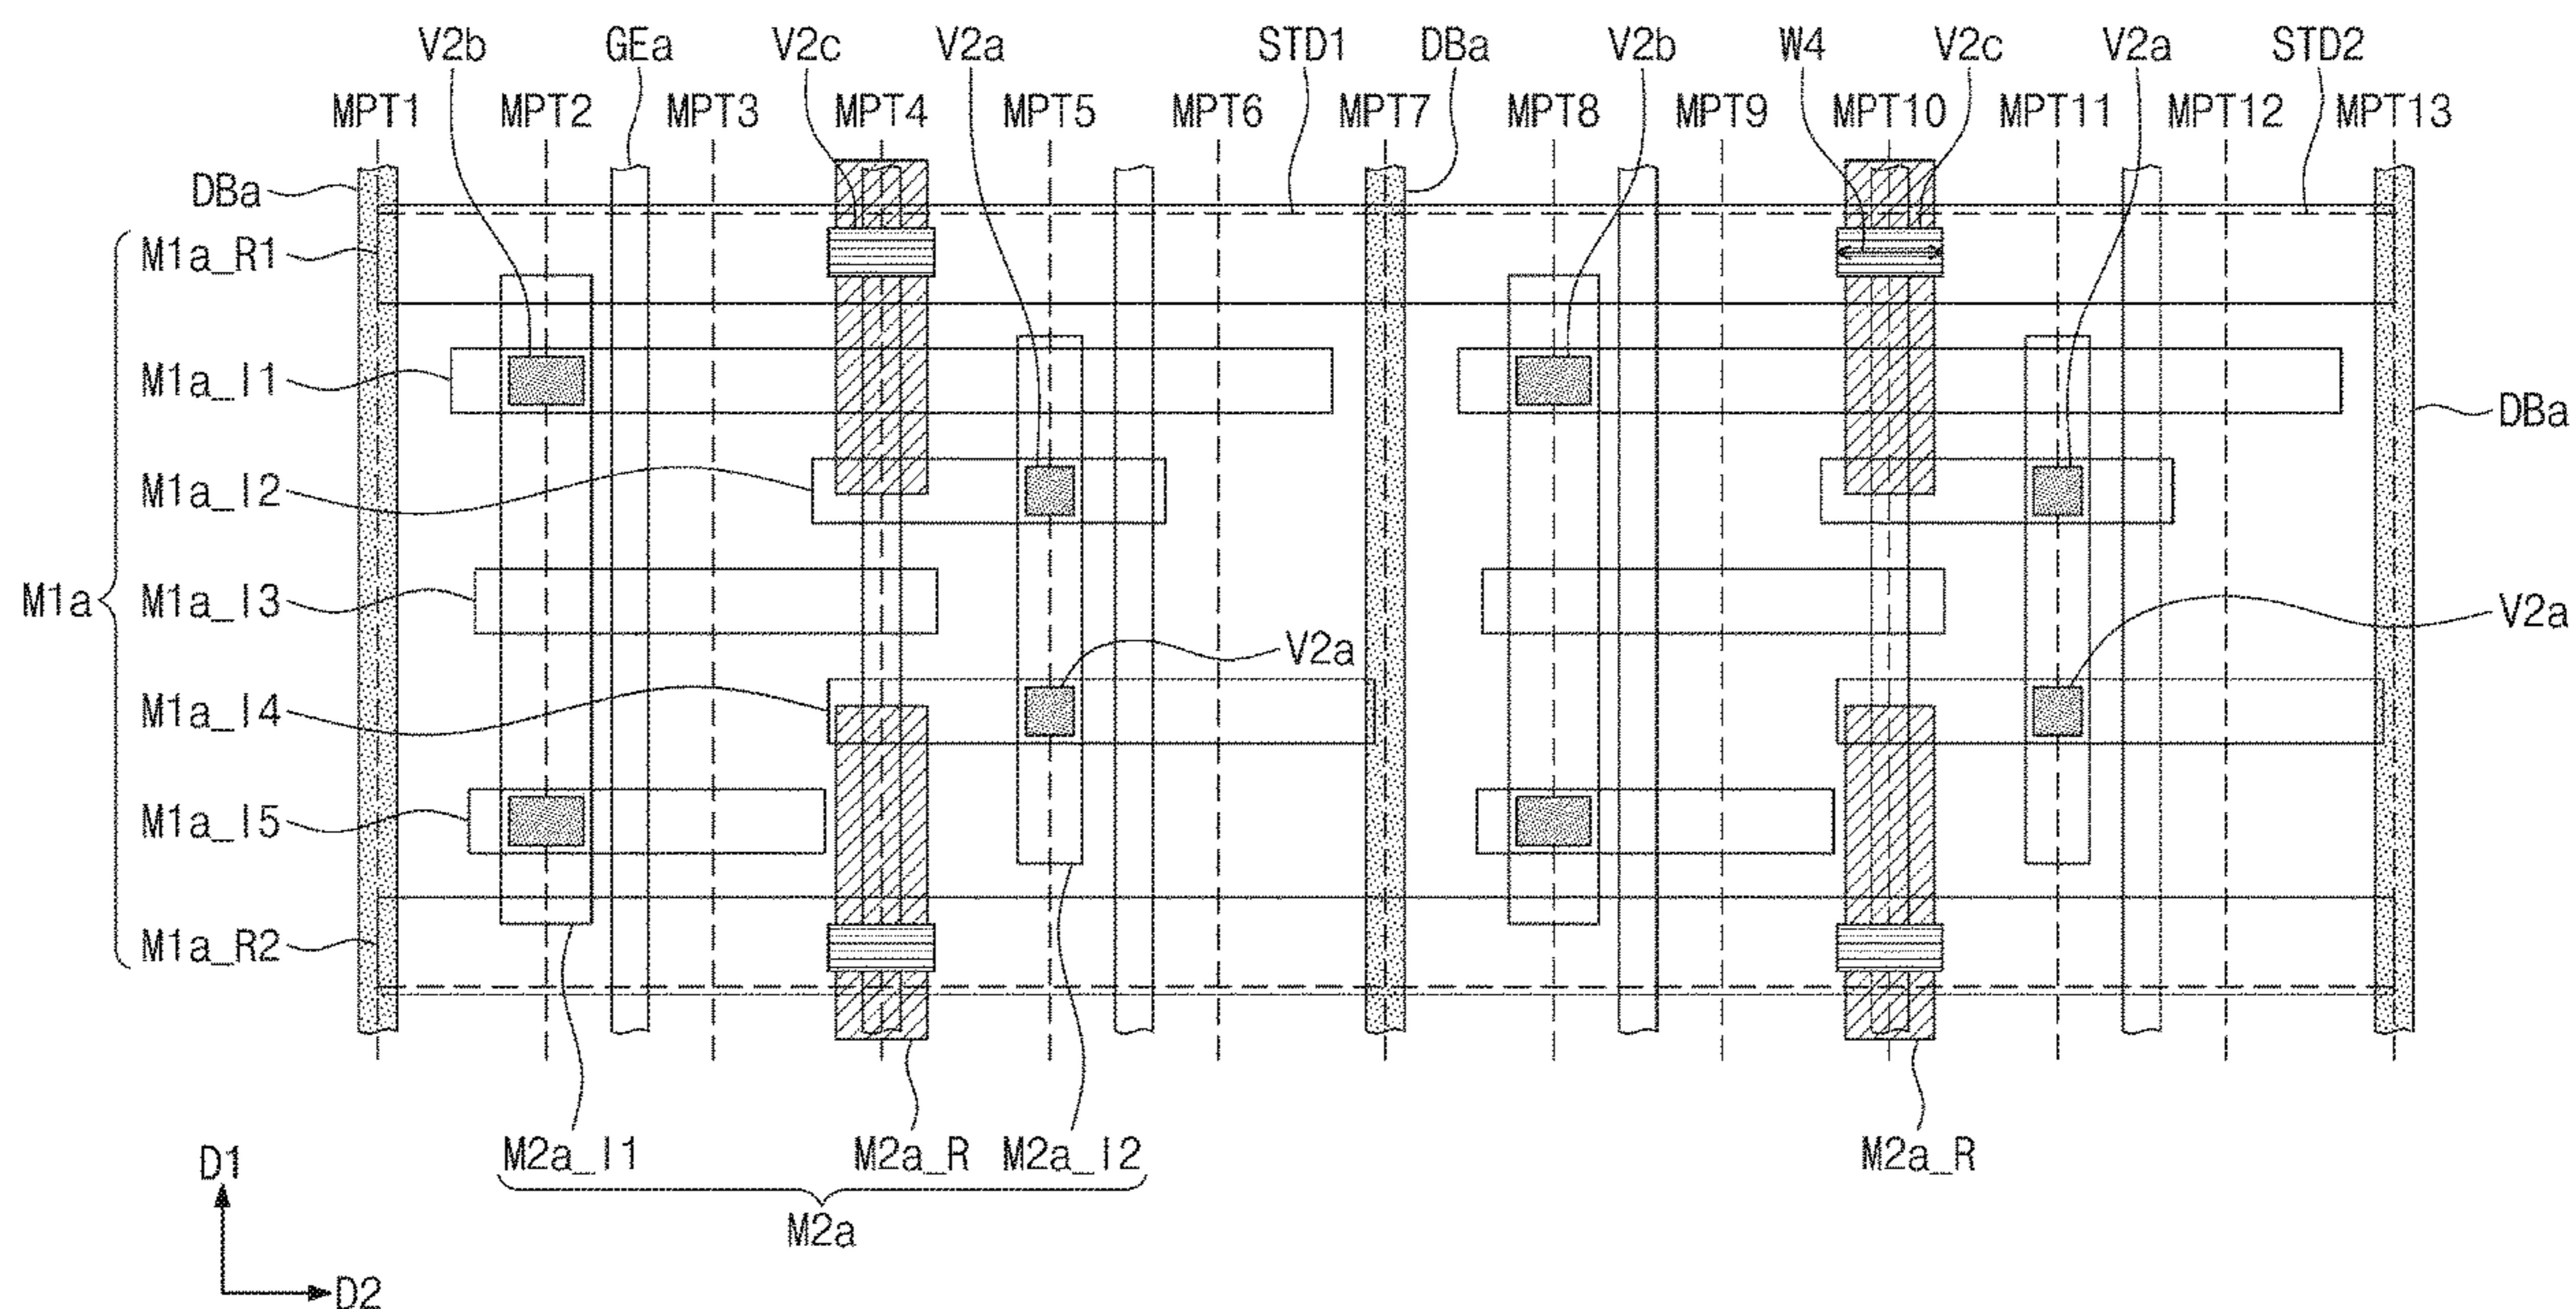 V2b GEa V2c V2a STD1 DBa V2b W4 V2c V2a STD2
MPT1 MPT2 MPT3 MPT4 MPT5 MPT6 MPT7 MPT8 MPT9 MPT10 MPT11 MPT12 MPT13
DBa
M1a_R1
M1a_I1
DBa
M1a_I2
M1a M1a_I3
V2a
V2a
M1a_I4
M1a_I5
M1a_R2
M2a_I1 M2a_R M2a_I2 M2a_R
M2a
D1
D2